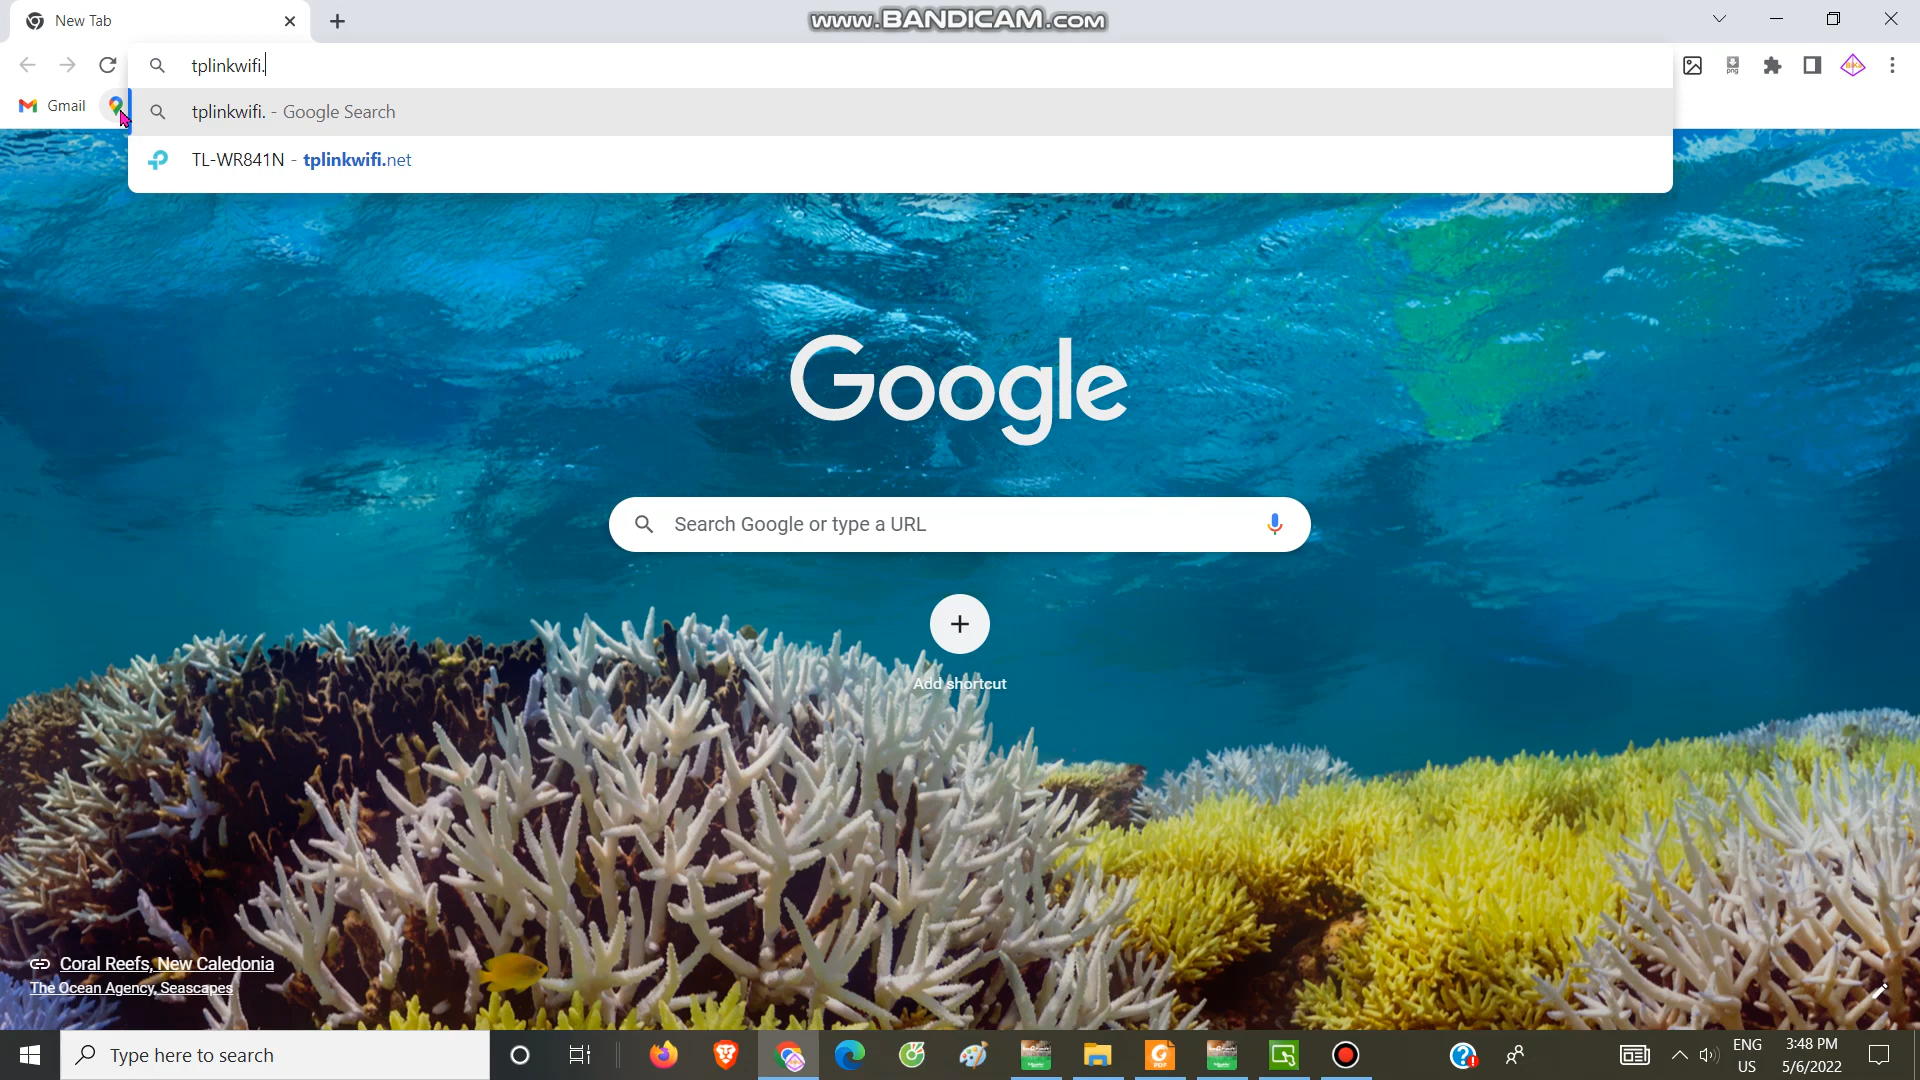 New Tab
www.BANDICAM.com
tplinkwifi.
Gmail
tplinkwifi. - Google Search
TL-WR841N - tplinkwifi.net
Google
Search Google or type a URL
Add shortcut
Coral Reefs, New Caledonia
The Ocean Agency, Seascapes
Type here to search
ENG
US
3:48 PM
5/6/2022